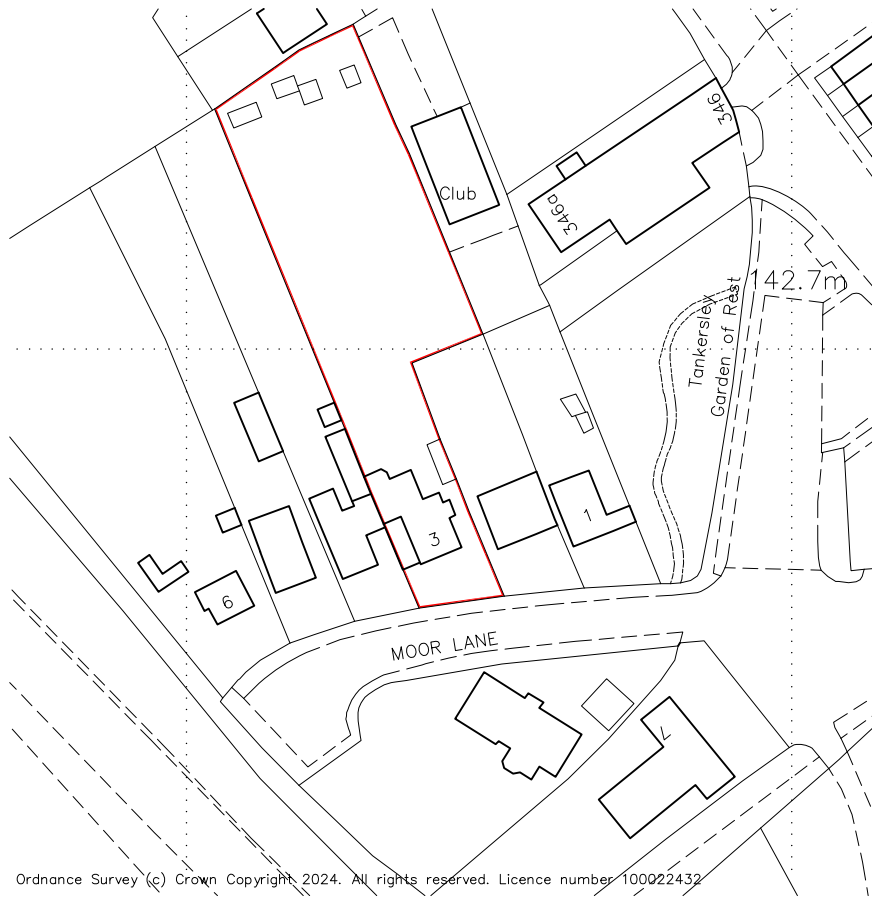 346
Club
346a
142.7m
Tankersley
Garden of Rest
1
3
6
MOOR LANE
7
Ordnance Survey (c) Crown Copyright 2024. All rights reserved. Licence number 100022432